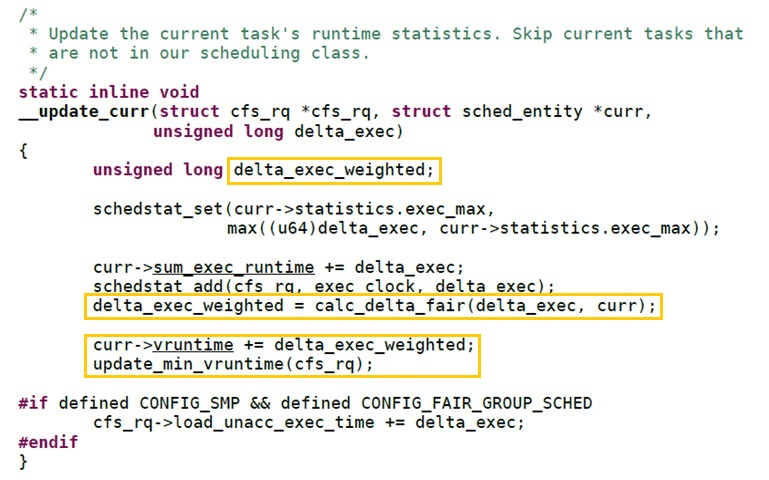 /*
 * Update the current task's runtime statistics. Skip current tasks that
 * are not in our scheduling class.
 */
static inline void
__update_curr(struct cfs_rq *cfs_rq, struct sched_entity *curr,
              unsigned long delta_exec)
{
        unsigned long delta_exec_weighted;

        schedstat_set(curr->statistics.exec_max,
                      max((u64)delta_exec, curr->statistics.exec_max));

        curr->sum_exec_runtime += delta_exec;
        schedstat_add(cfs_rq, exec_clock, delta_exec);
        delta_exec_weighted = calc_delta_fair(delta_exec, curr);

        curr->vruntime += delta_exec_weighted;
        update_min_vruntime(cfs_rq);

#if defined CONFIG_SMP && defined CONFIG_FAIR_GROUP_SCHED
        cfs_rq->load_unacc_exec_time += delta_exec;
#endif
}